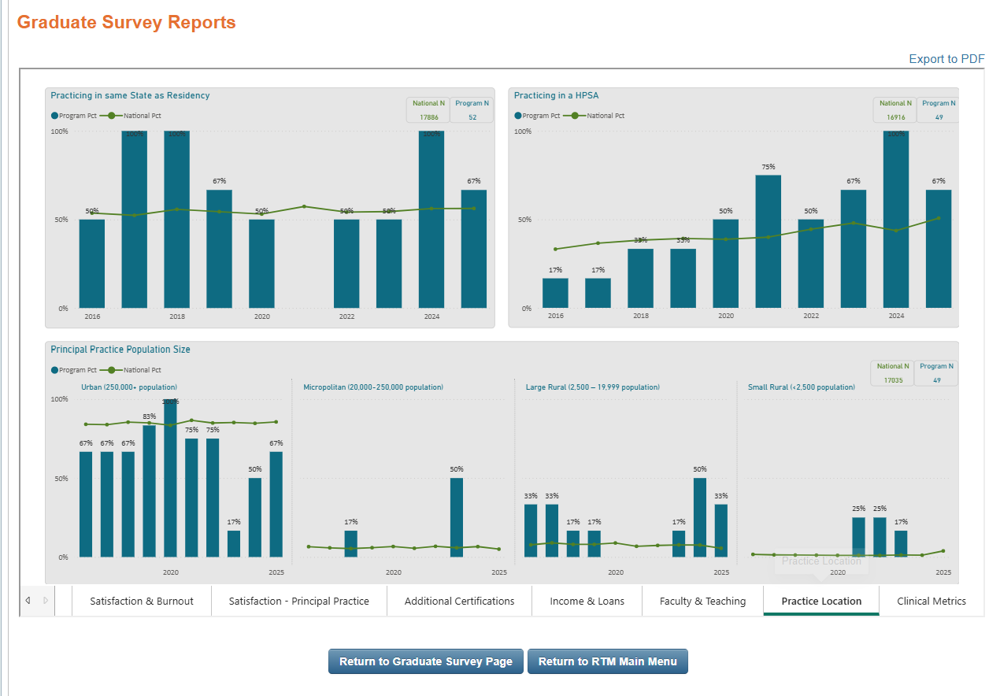 Graduate Survey Reports
Export to PDF
Practicing in same State as Residency
National N Program N
17886 52
Program Pct National Pct
100%
50%
0%
50% 100% 100% 67% 50% 50% 50% 100% 67%
2016 2018 2020 2022 2024
Practicing in a HPSA
National N Program N
16916 49
Program Pct National Pct
100%
50%
0%
17% 17% 33% 33% 50% 75% 50% 67% 100% 67%
2016 2018 2020 2022 2024
Principal Practice Population Size
National N Program N
17035 49
Program Pct National Pct
Urban (250,000+ population)
100%
50%
0%
67% 67% 67% 83% 100% 75% 75% 17% 50% 67%
2020 2025
Micropolitan (20,000-250,000 population)
17% 50%
2020 2025
Large Rural (2,500 – 19,999 population)
33% 33% 17% 17% 17% 50% 33%
2020 2025
Small Rural (<2,500 population)
25% 25% 17%
Practice Location
2020 2025
Satisfaction & Burnout
Satisfaction - Principal Practice
Additional Certifications
Income & Loans
Faculty & Teaching
Practice Location
Clinical Metrics
Return to Graduate Survey Page
Return to RTM Main Menu